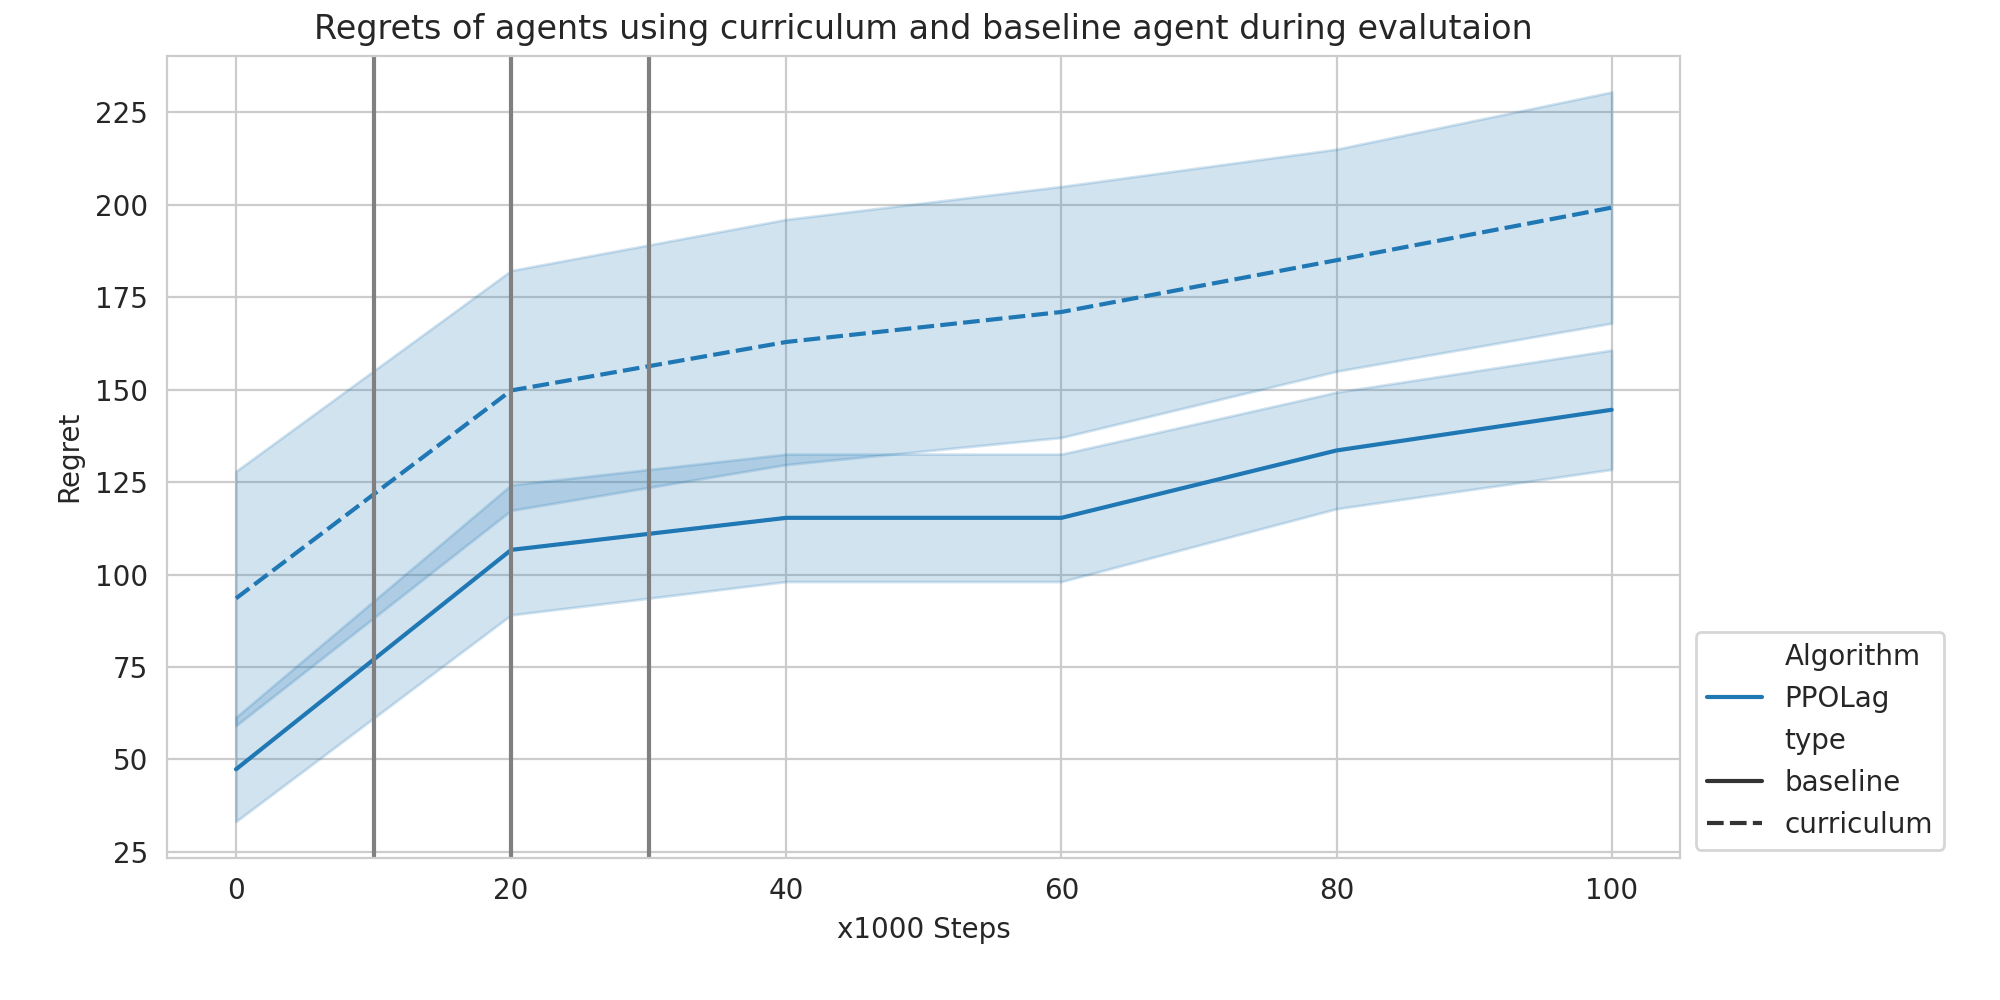 Regrets of agents using curriculum and baseline agent during evalutaion
225
200
175
150
125
100
75
50
25
Regret
0 20 40 60 80 100
x1000 Steps
Algorithm
PPOLag
type
baseline
curriculum